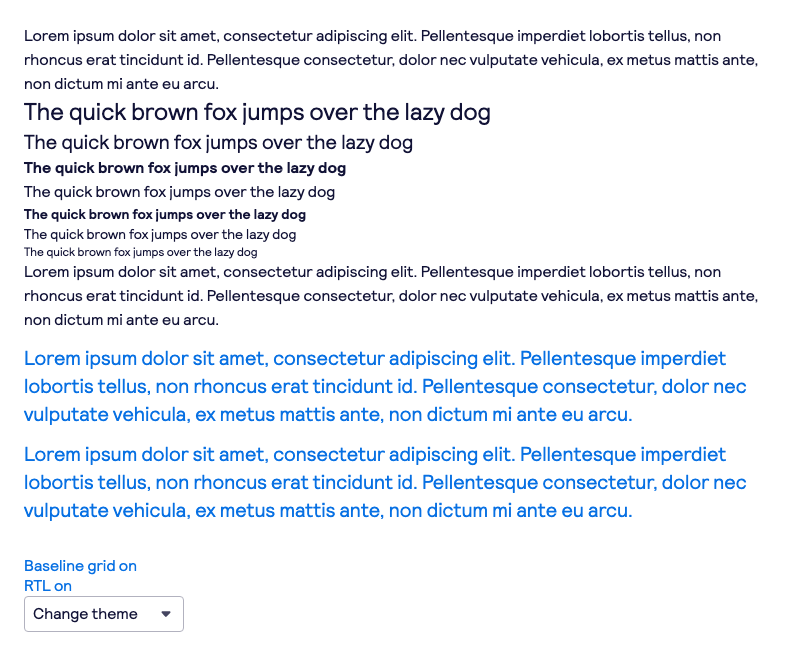 Lorem ipsum dolor sit amet, consectetur adipiscing elit. Pellentesque imperdiet lobortis tellus, non
rhoncus erat tincidunt id. Pellentesque consectetur, dolor nec vulputate vehicula, ex metus mattis ante,
non dictum mi ante eu arcu.
The quick brown fox jumps over the lazy dog
The quick brown fox jumps over the lazy dog
The quick brown fox jumps over the lazy dog
The quick brown fox jumps over the lazy dog
The quick brown fox jumps over the lazy dog
The quick brown fox jumps over the lazy dog
The quick brown fox jumps over the lazy dog
Lorem ipsum dolor sit amet, consectetur adipiscing elit. Pellentesque imperdiet lobortis tellus, non
rhoncus erat tincidunt id. Pellentesque consectetur, dolor nec vulputate vehicula, ex metus mattis ante,
non dictum mi ante eu arcu.
Lorem ipsum dolor sit amet, consectetur adipiscing elit. Pellentesque imperdiet
lobortis tellus, non rhoncus erat tincidunt id. Pellentesque consectetur, dolor nec
vulputate vehicula, ex metus mattis ante, non dictum mi ante eu arcu.
Lorem ipsum dolor sit amet, consectetur adipiscing elit. Pellentesque imperdiet
lobortis tellus, non rhoncus erat tincidunt id. Pellentesque consectetur, dolor nec
vulputate vehicula, ex metus mattis ante, non dictum mi ante eu arcu.
Baseline grid on
RTL on
Change theme